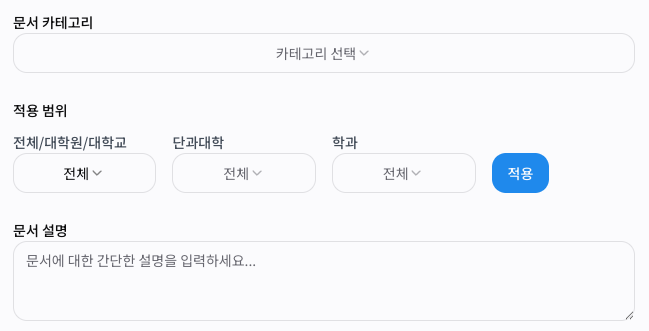 문서 카테고리
카테고리 선택
적용 범위
전체/대학원/대학교 단과대학 학과
전체 전체 전체 적용
문서 설명
문서에 대한 간단한 설명을 입력하세요...